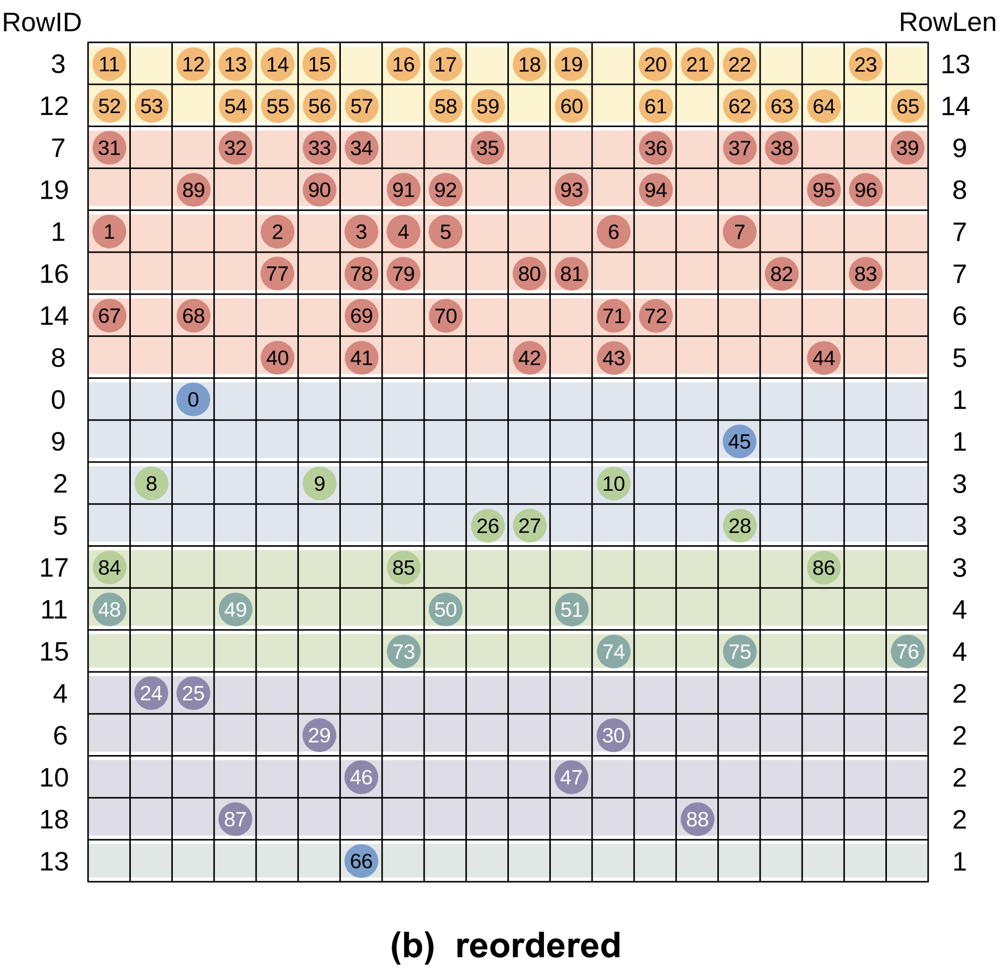 RowID RowLen
3 11 12 13 14 15 16 17 18 19 20 21 22 23 13
12 52 53 54 55 56 57 58 59 60 61 62 63 64 65 14
7 31 32 33 34 35 36 37 38 39 9
19 89 90 91 92 93 94 95 96 8
1 1 2 3 4 5 6 7 7
16 77 78 79 80 81 82 83 7
14 67 68 69 70 71 72 6
8 40 41 42 43 44 5
0 0 1
9 45 1
2 8 9 10 3
5 26 27 28 3
17 84 85 86 3
11 48 49 50 51 4
15 73 74 75 76 4
4 24 25 2
6 29 30 2
10 46 47 2
18 87 88 2
13 66 1
(b) reordered